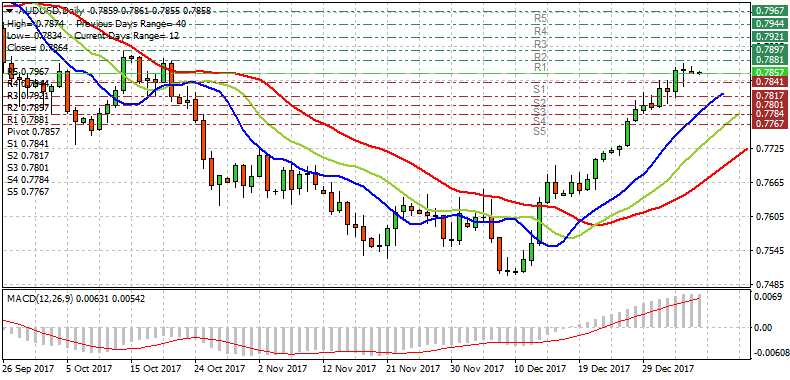 AUDUSD,Daily 0.7859 0.7861 0.7855 0.7858
High= 0.7874 Previous Days Range= 40
Low= 0.7834 Current Days Range= 12
Close= 0.7864
R5 0.7967
R4 0.7944
R3 0.7921
R2 0.7897
R1 0.7881
Pivot 0.7857
S1 0.7841
S2 0.7817
S3 0.7801
S4 0.7784
S5 0.7767
R5
R4
R3
R2
R1
S1
S2
S3
S4
S5
0.7967
0.7944
0.7921
0.7897
0.7881
0.7857
0.7841
0.7817
0.7801
0.7784
0.7767
0.7725
0.7665
0.7605
0.7545
0.7485
MACD(12,26,9) 0.00631 0.00542
0.0069
0.00
-0.00608
26 Sep 2017 5 Oct 2017 15 Oct 2017 24 Oct 2017 2 Nov 2017 12 Nov 2017 21 Nov 2017 30 Nov 2017 10 Dec 2017 19 Dec 2017 29 Dec 2017